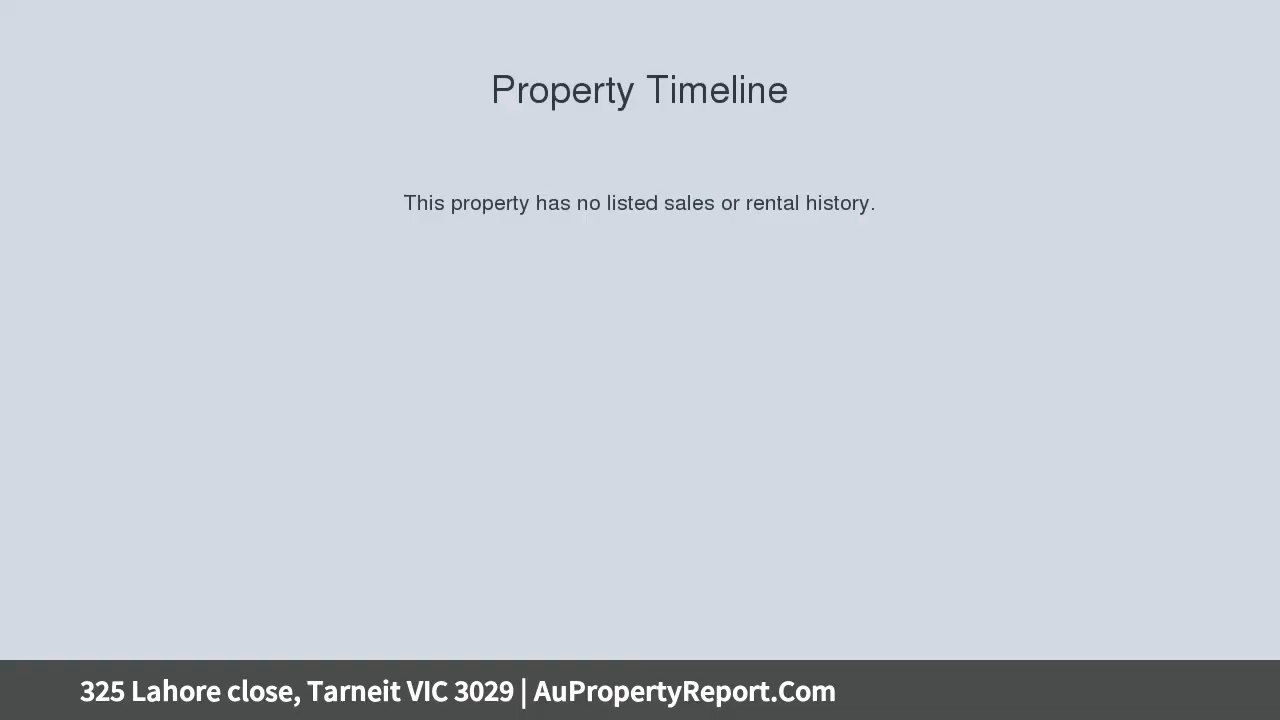 Property Timeline
This property has no listed sales or rental history.
325 Lahore close, Tarneit VIC 3029 | AuPropertyReport.Com